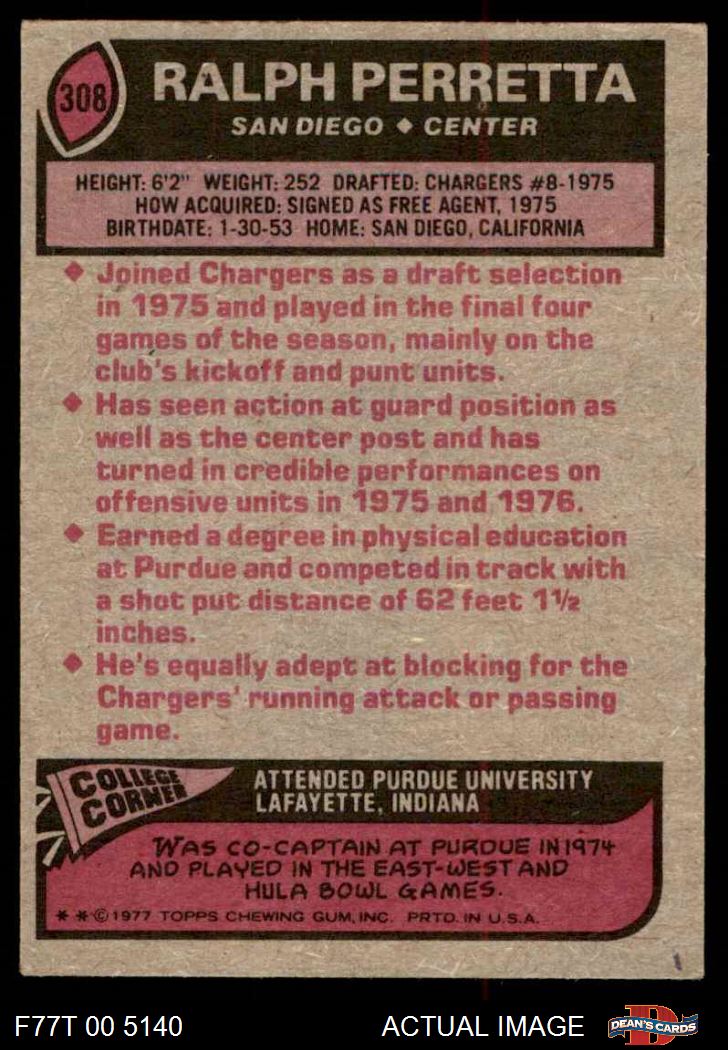 308
RALPH PERRETTA
SAN DIEGO ◆ CENTER
HEIGHT: 6'2" WEIGHT: 252 DRAFTED: CHARGERS #8-1975
HOW ACQUIRED: SIGNED AS FREE AGENT, 1975
BIRTHDATE: 1-30-53 HOME: SAN DIEGO, CALIFORNIA
◆ Joined Chargers as a draft selection
in 1975 and played in the final four
games of the season, mainly on the
club's kickoff and punt units.
◆ Has seen action at guard position as
well as the center post and has
turned in credible performances on
offensive units in 1975 and 1976.
◆ Earned a degree in physical education
at Purdue and competed in track with
a shot put distance of 62 feet 1½
inches.
◆ He's equally adept at blocking for the
Chargers' running attack or passing
game.
COLLEGE
CORNER
ATTENDED PURDUE UNIVERSITY
LAFAYETTE, INDIANA
WAS CO-CAPTAIN AT PURDUE IN 1974
AND PLAYED IN THE EAST-WEST AND
HULA BOWL GAMES.
* * © 1977 TOPPS CHEWING GUM, INC. PRTD. IN U.S.A.
F77T 00 5140
ACTUAL IMAGE
D
DEAN'S CARDS